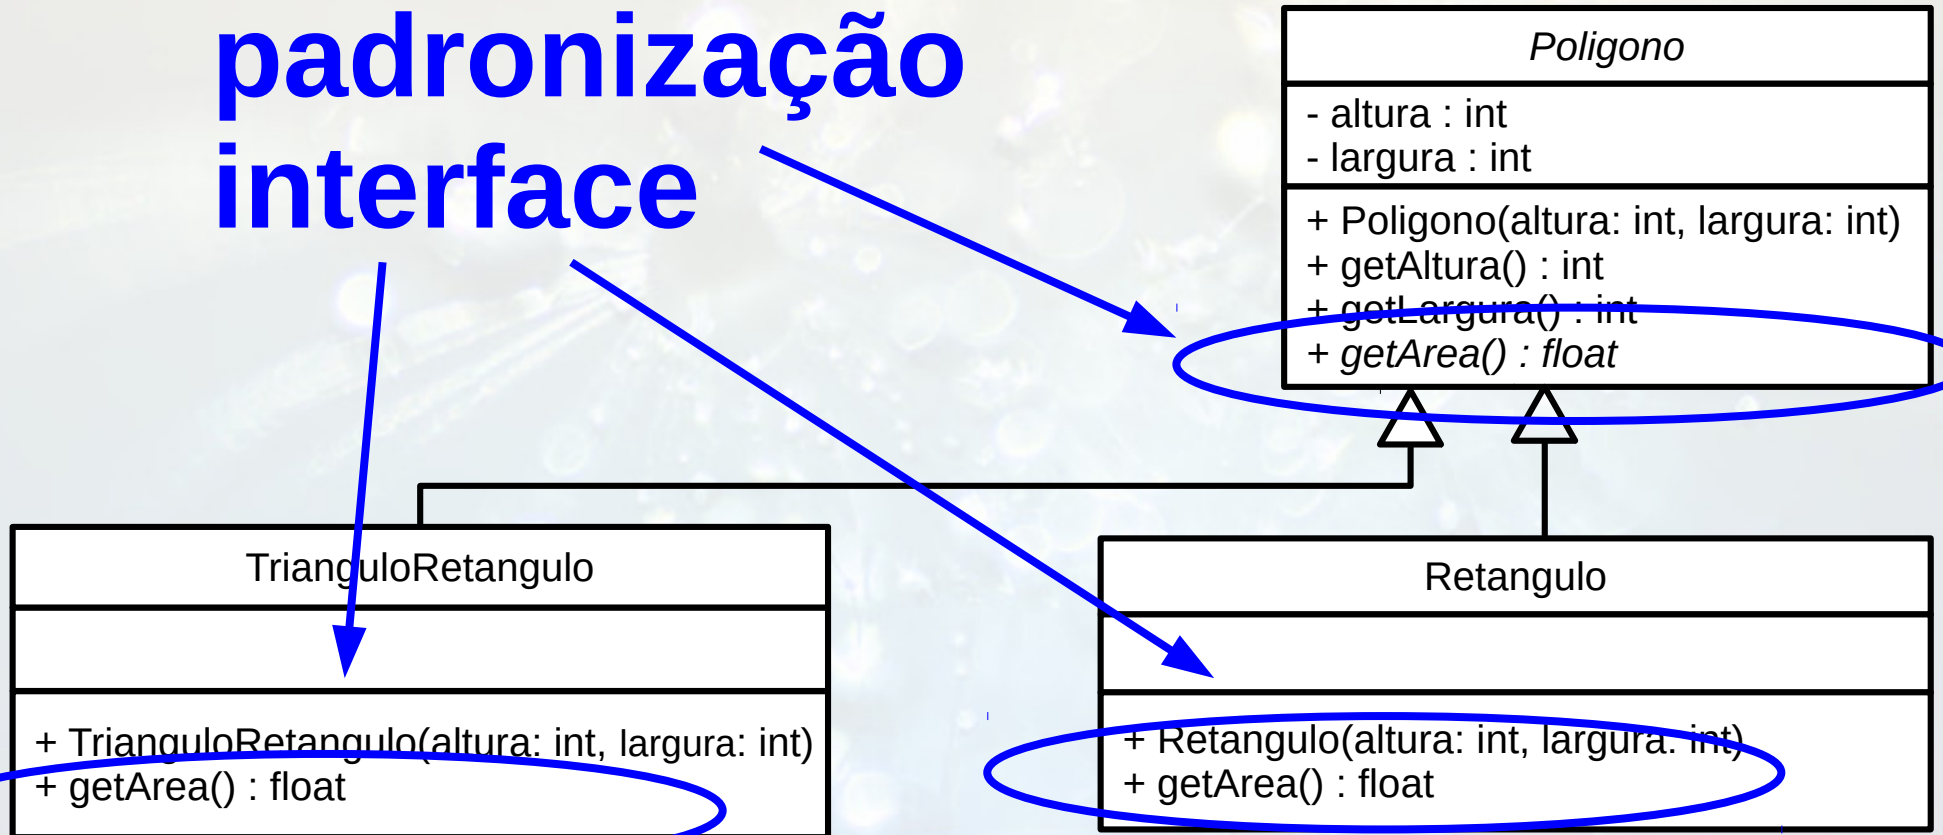 padronização
interface
Poligono
- altura : int
- largura : int
+ Poligono(altura: int, largura: int)
+ getAltura() : int
+ getLargura() : int
+ getArea() : float
TrianguloRetangulo
+ TrianguloRetangulo(altura: int, largura: int)
+ getArea() : float
Retangulo
+ Retangulo(altura: int, largura: int)
+ getArea() : float